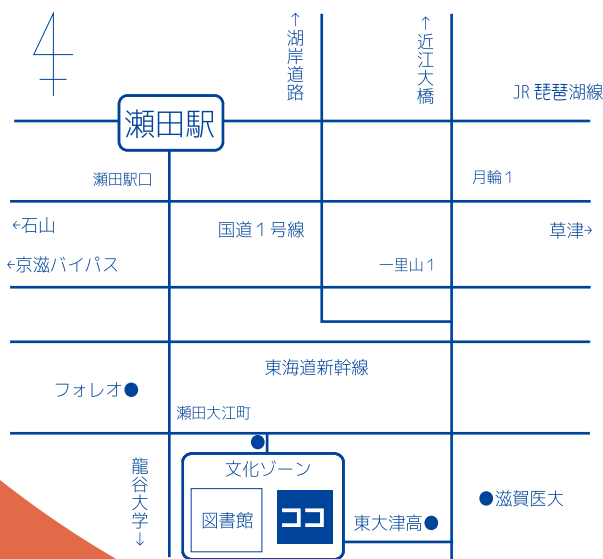 ↑湖岸道路
↑近江大橋
JR 琵琶湖線
瀬田駅
瀬田駅口
月輪1
←石山
国道1号線
草津→
←京滋バイパス
一里山1
東海道新幹線
フォレオ●
瀬田大江町
龍谷大学↓
文化ゾーン
図書館
ココ
東大津高●
●滋賀医大